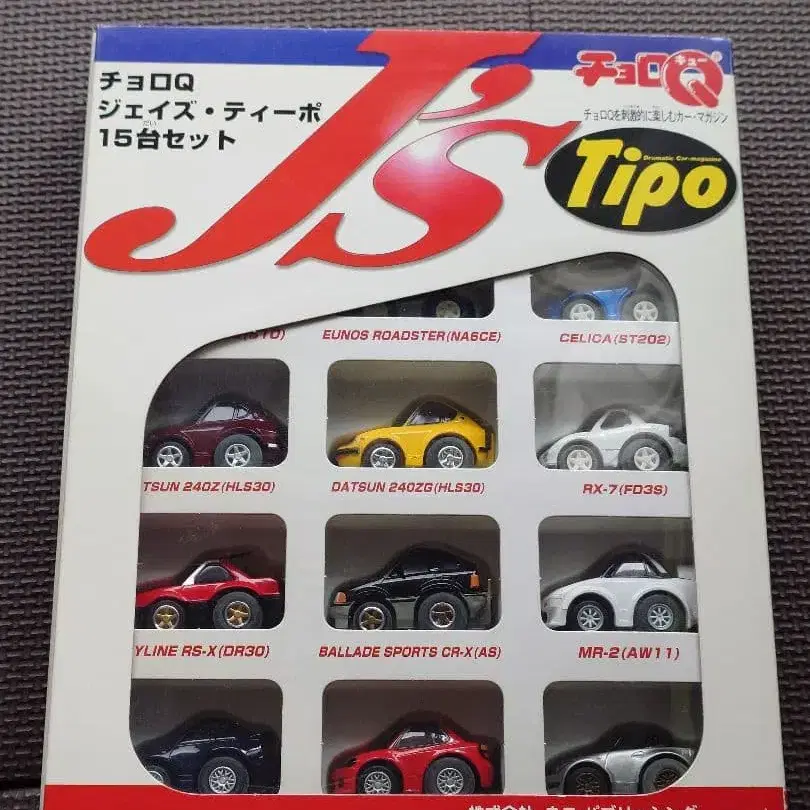 チョロQ
ジェイズ・ティーポ
15台セット
だい
J's
チョロQ
キュー
チョロQを刺激的に楽しむカー・マガジン
Dramatic Car-magazine
Tipo
EUNOS ROADSTER(NA6CE)
CELICA(ST202)
TSUN 240Z(HLS30)
DATSUN 240ZG(HLS30)
RX-7(FD3S)
YLINE RS-X(DR30)
BALLADE SPORTS CR-X(AS)
MR-2(AW11)